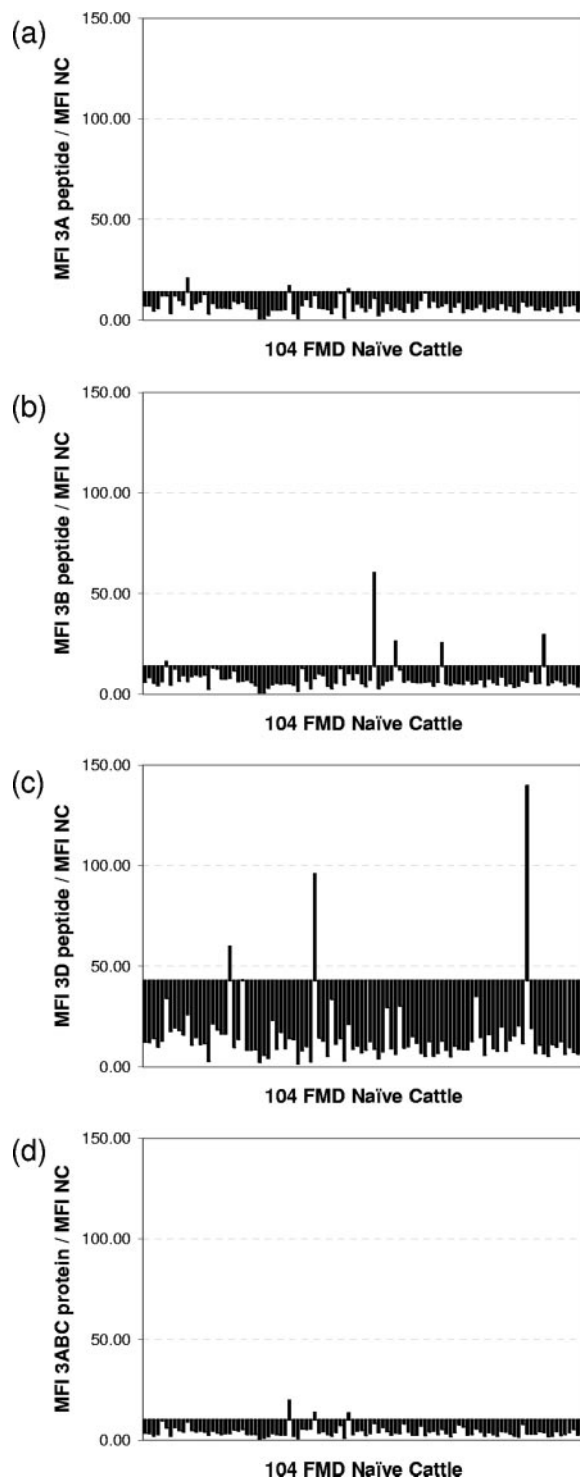 (a)
MFI 3A peptide / MFI NC
150.00
100.00
50.00
0.00
104 FMD Naïve Cattle
(b)
MFI 3B peptide / MFI NC
150.00
100.00
50.00
0.00
104 FMD Naïve Cattle
(c)
MFI 3D peptide / MFI NC
150.00
100.00
50.00
0.00
104 FMD Naïve Cattle
(d)
MFI 3ABC protein / MFI NC
150.00
100.00
50.00
0.00
104 FMD Naïve Cattle